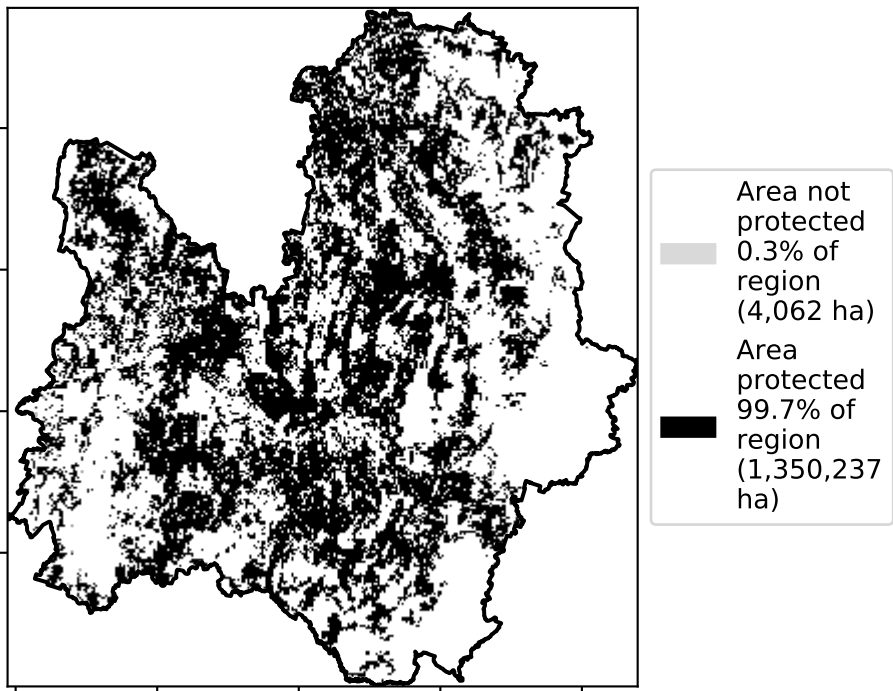 Area not
protected
0.3% of
region
(4,062 ha)
Area
protected
99.7% of
region
(1,350,237
ha)